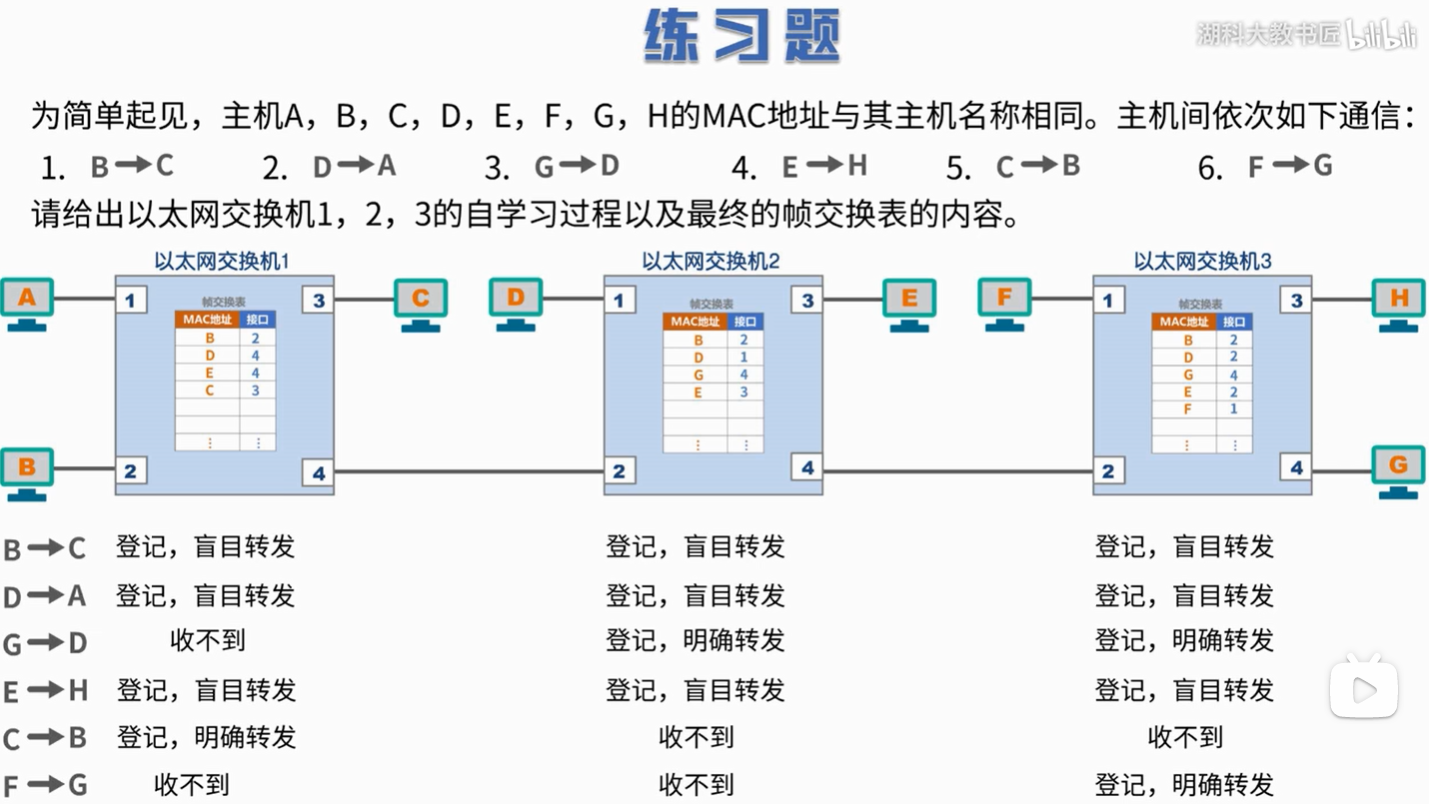 练习题
湖科大教书匠 bilibili
为简单起见，主机A，B，C，D，E，F，G，H的MAC地址与其主机名称相同。主机间依次如下通信：
1. B→C 2. D→A 3. G→D 4. E→H 5. C→B 6. F→G
请给出以太网交换机1，2，3的自学习过程以及最终的帧交换表的内容。
以太网交换机1
A
1
3
C
帧交换表
MAC地址 接口
B 2
D 4
E 4
C 3
⋮ ⋮
B
2
4
以太网交换机2
D
1
3
E
帧交换表
MAC地址 接口
B 2
D 1
G 4
E 3
⋮ ⋮
2
4
以太网交换机3
F
1
3
H
帧交换表
MAC地址 接口
B 2
D 2
G 4
E 2
F 1
⋮ ⋮
2
4
G
B→C 登记，盲目转发 登记，盲目转发 登记，盲目转发
D→A 登记，盲目转发 登记，盲目转发 登记，盲目转发
G→D 收不到 登记，明确转发 登记，明确转发
E→H 登记，盲目转发 登记，盲目转发 登记，盲目转发
C→B 登记，明确转发 收不到 收不到
F→G 收不到 收不到 登记，明确转发